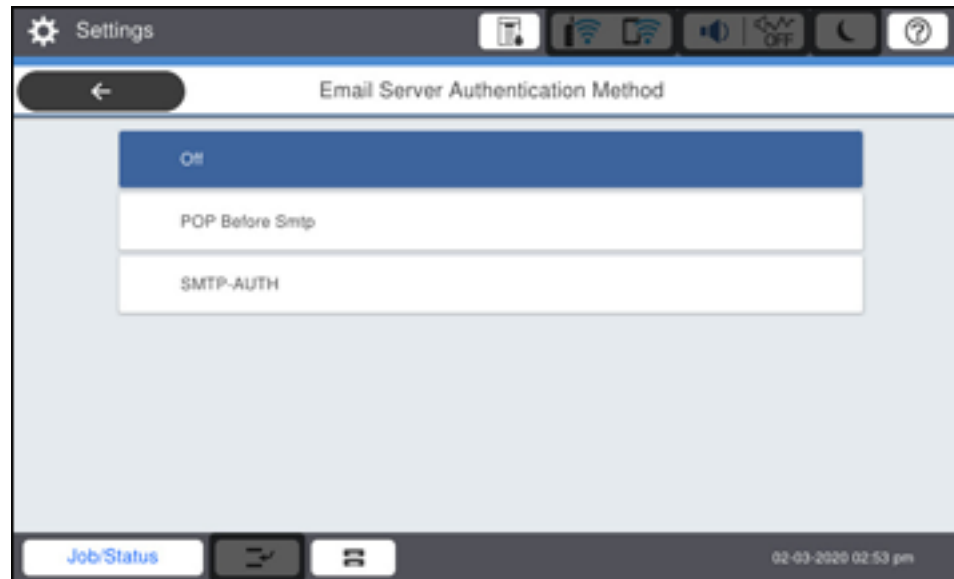 Settings
OFF
Email Server Authentication Method
Off
POP Before Smtp
SMTP-AUTH
Job/Status
02-03-2020 02:53 pm